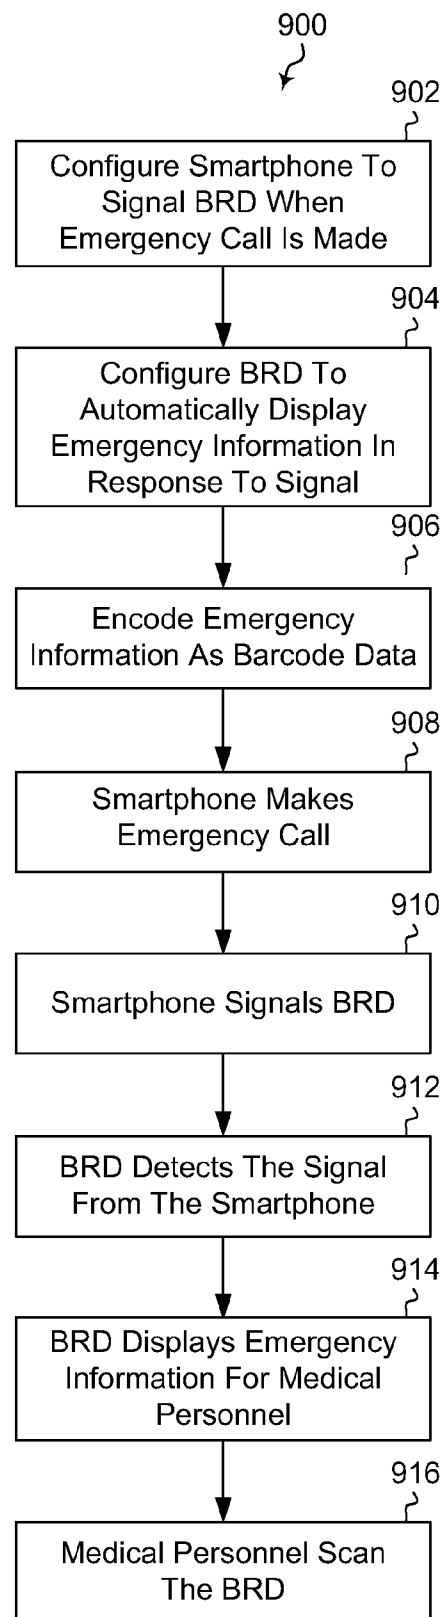 900
902
Configure Smartphone To
Signal BRD When
Emergency Call Is Made
904
Configure BRD To
Automatically Display
Emergency Information In
Response To Signal
906
Encode Emergency
Information As Barcode Data
908
Smartphone Makes
Emergency Call
910
Smartphone Signals BRD
912
BRD Detects The Signal
From The Smartphone
914
BRD Displays Emergency
Information For Medical
Personnel
916
Medical Personnel Scan
The BRD